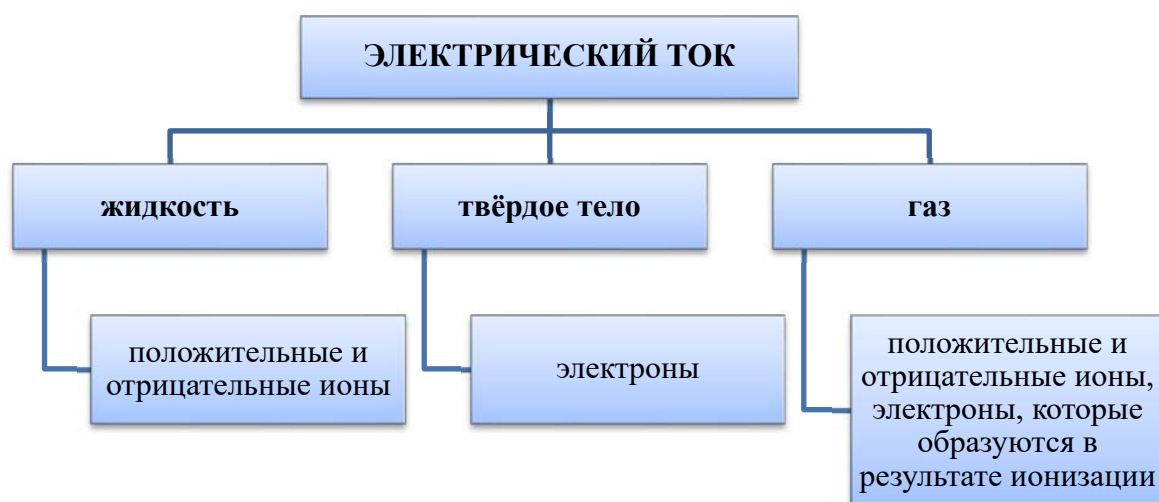 ЭЛЕКТРИЧЕСКИЙ ТОК
жидкость
твёрдое тело
газ
положительные и
отрицательные ионы
электроны
положительные и
отрицательные ионы,
электроны, которые
образуются в
результате ионизации